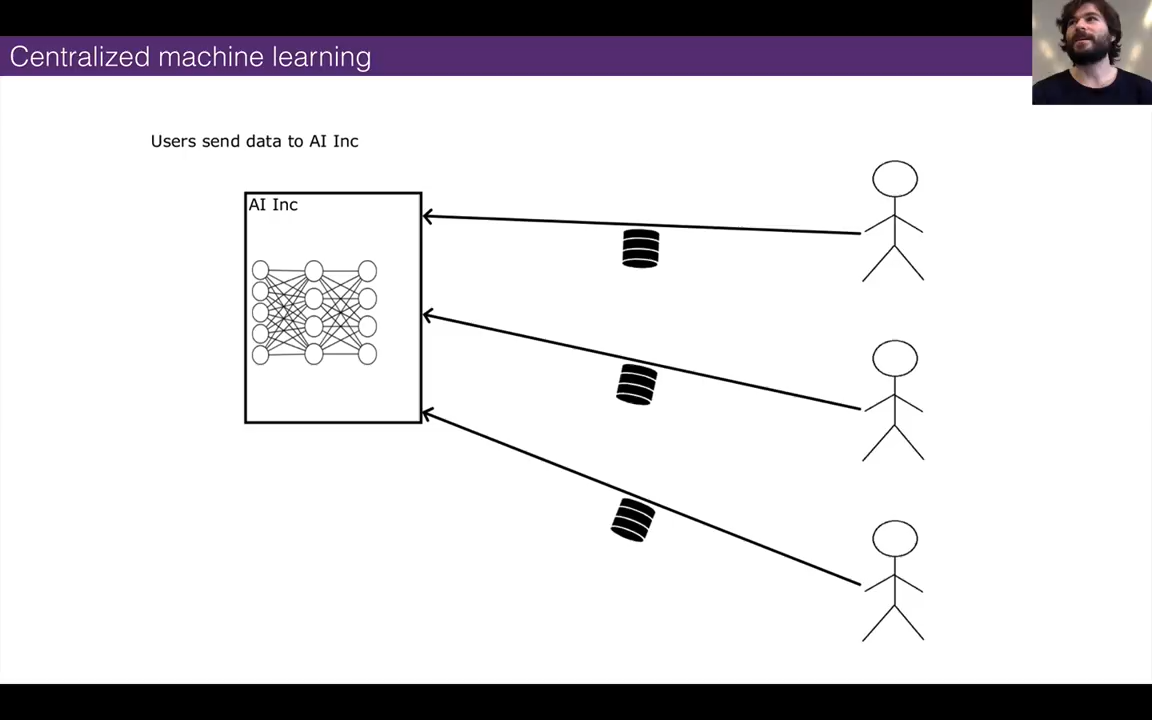 Centralized machine learning
Users send data to AI Inc
AI Inc